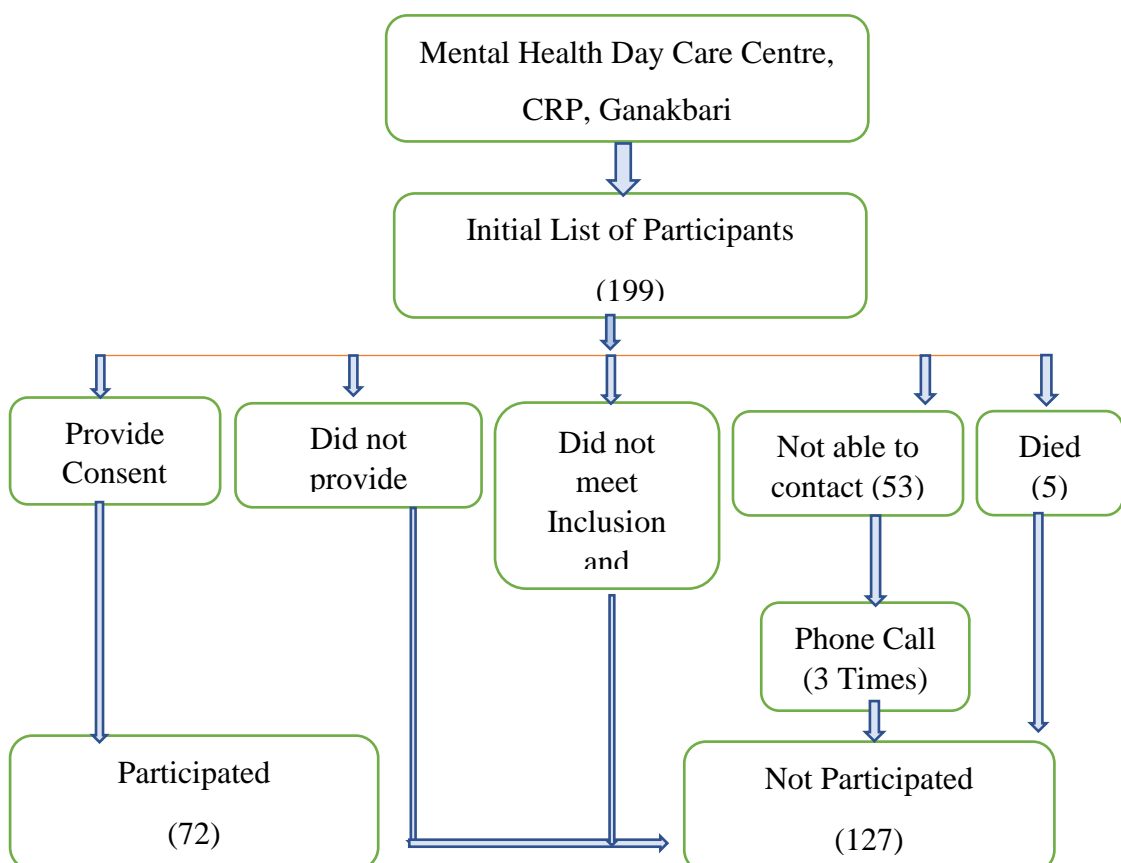 Mental Health Day Care Centre,
CRP, Ganakbari
Initial List of Participants
(199)
Provide
Consent
Did not
provide
Did not
meet
Inclusion
and
Not able to
contact (53)
Died
(5)
Phone Call
(3 Times)
Participated
(72)
Not Participated
(127)